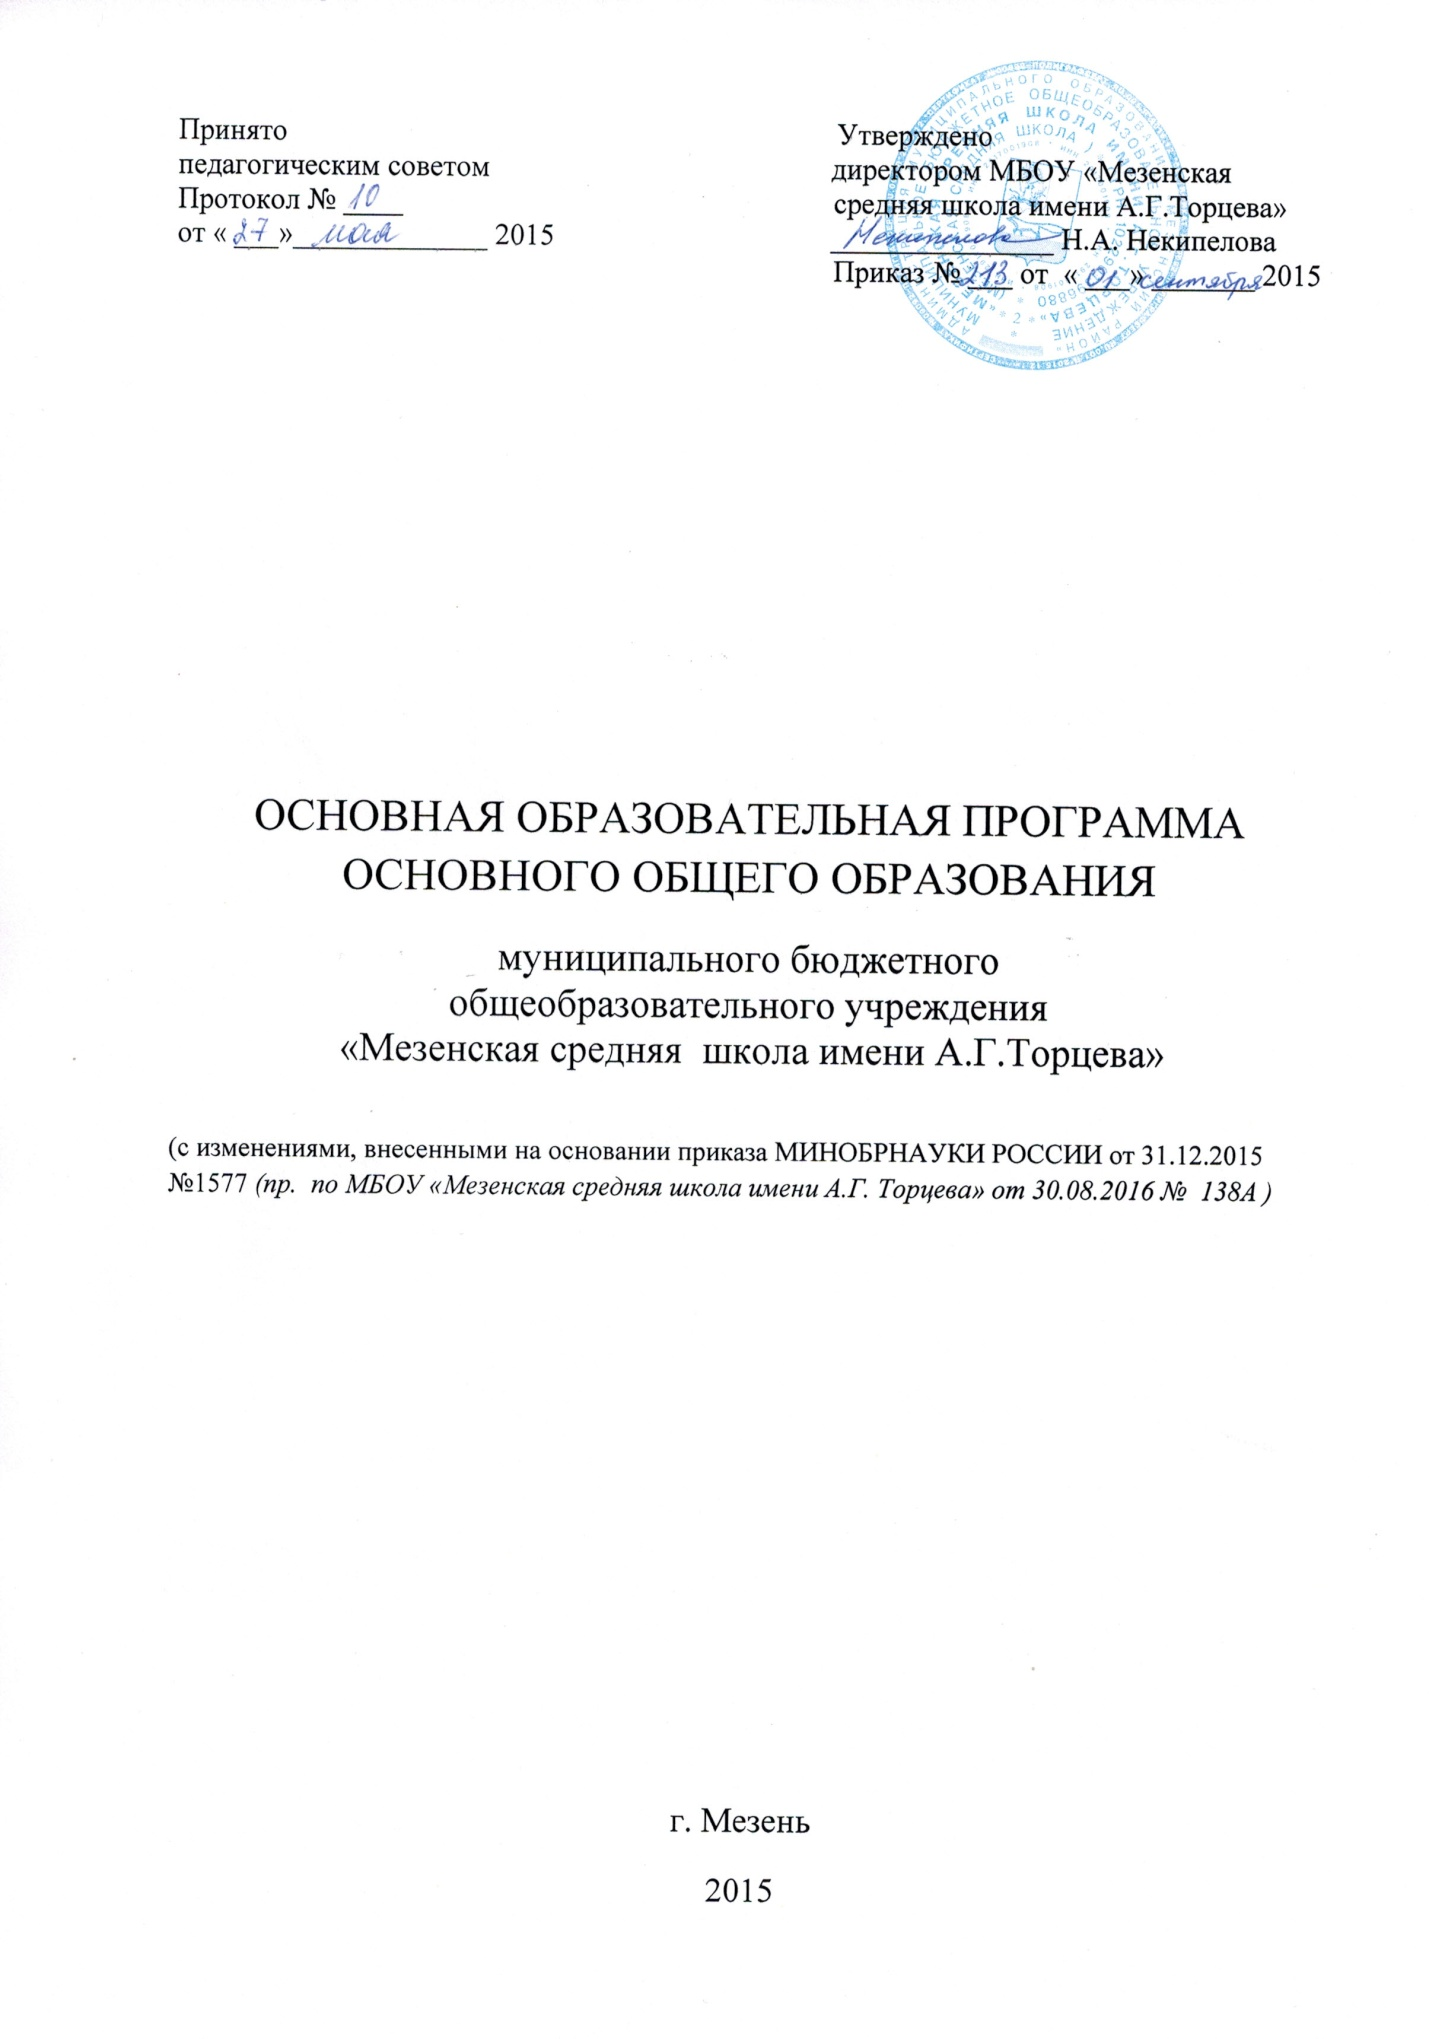 Принято
педагогическим советом
Протокол № 10
от «27» мая 2015
Утверждено
директором МБОУ «Мезенская
средняя школа имени А.Г.Торцева»
Н.А. Некипелова
Приказ № 213 от « 01 » сентября 2015
ОСНОВНАЯ ОБРАЗОВАТЕЛЬНАЯ ПРОГРАММА
ОСНОВНОГО ОБЩЕГО ОБРАЗОВАНИЯ
муниципального бюджетного
общеобразовательного учреждения
«Мезенская средняя школа имени А.Г.Торцева»
(с изменениями, внесенными на основании приказа МИНОБРНАУКИ РОССИИ от 31.12.2015
№1577 (пр. по МБОУ «Мезенская средняя школа имени А.Г. Торцева» от 30.08.2016 № 138А )
г. Мезень
2015